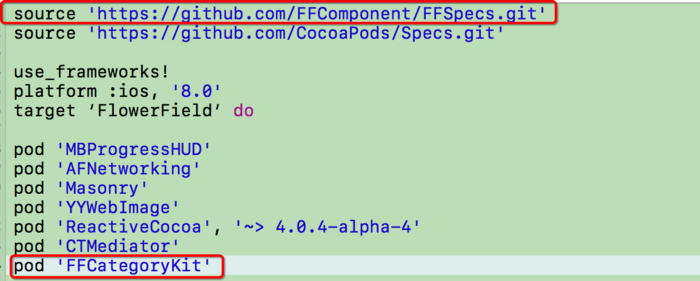 source 'https://github.com/FFComponent/FFSpecs.git'
source 'https://github.com/CocoaPods/Specs.git'
use_frameworks!
platform :ios, '8.0'
target ‘FlowerField’ do
pod 'MBProgressHUD'
pod 'AFNetworking'
pod 'Masonry'
pod 'YYWebImage'
pod 'ReactiveCocoa', '~> 4.0.4-alpha-4'
pod 'CTMediator'
pod 'FFCategoryKit'